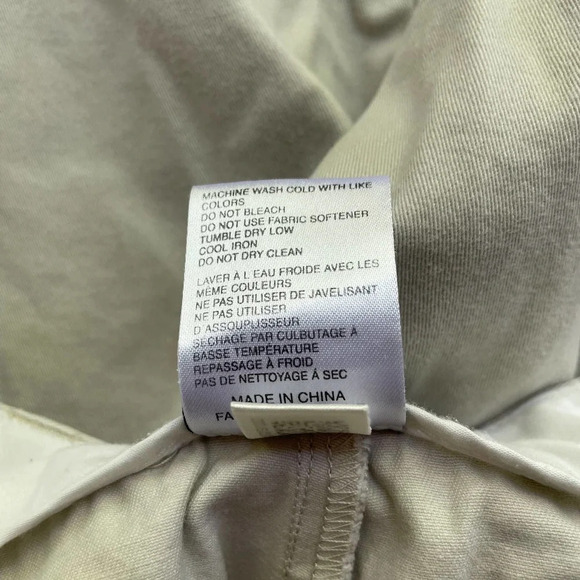 MACHINE WASH COLD WITH LIKE
COLORS
DO NOT BLEACH
DO NOT USE FABRIC SOFTENER
TUMBLE DRY LOW
COOL IRON
DO NOT DRY CLEAN
LAVER À L EAU FROIDE AVEC LES
MÊME COULEURS
NE PAS UTILISER DE JAVELISANT
NE PAS UTILISER
D'ASSOUPLISSEUR
SÉCHAGE PAR CULBUTAGE À
BASSE TEMPÉRATURE
REPASSAGE À FROID
PAS DE NETTOYAGE À SEC
MADE IN CHINA